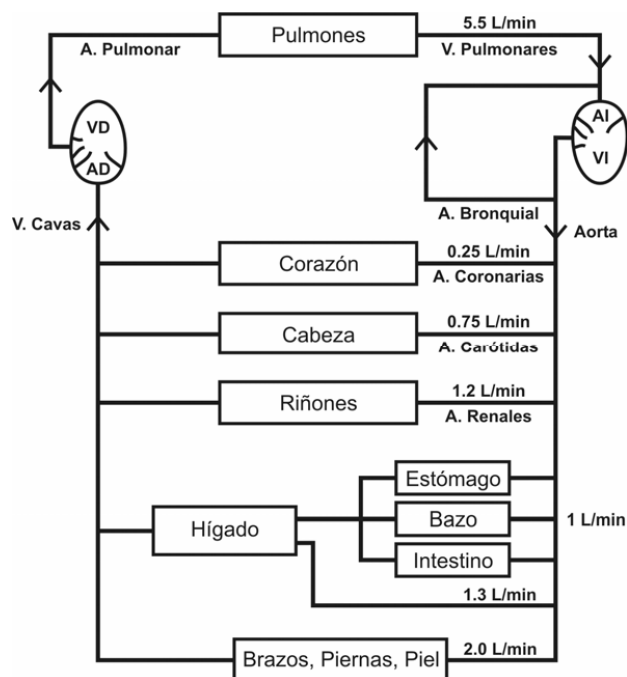 5.5 L/min
Pulmones
A. Pulmonar
V. Pulmonares
VD
AD
AI
VI
V. Cavas
A. Bronquial
Aorta
0.25 L/min
Corazón
A. Coronarias
0.75 L/min
Cabeza
A. Carótidas
1.2 L/min
Riñones
A. Renales
Estómago
Hígado
Bazo
1 L/min
Intestino
1.3 L/min
2.0 L/min
Brazos, Piernas, Piel